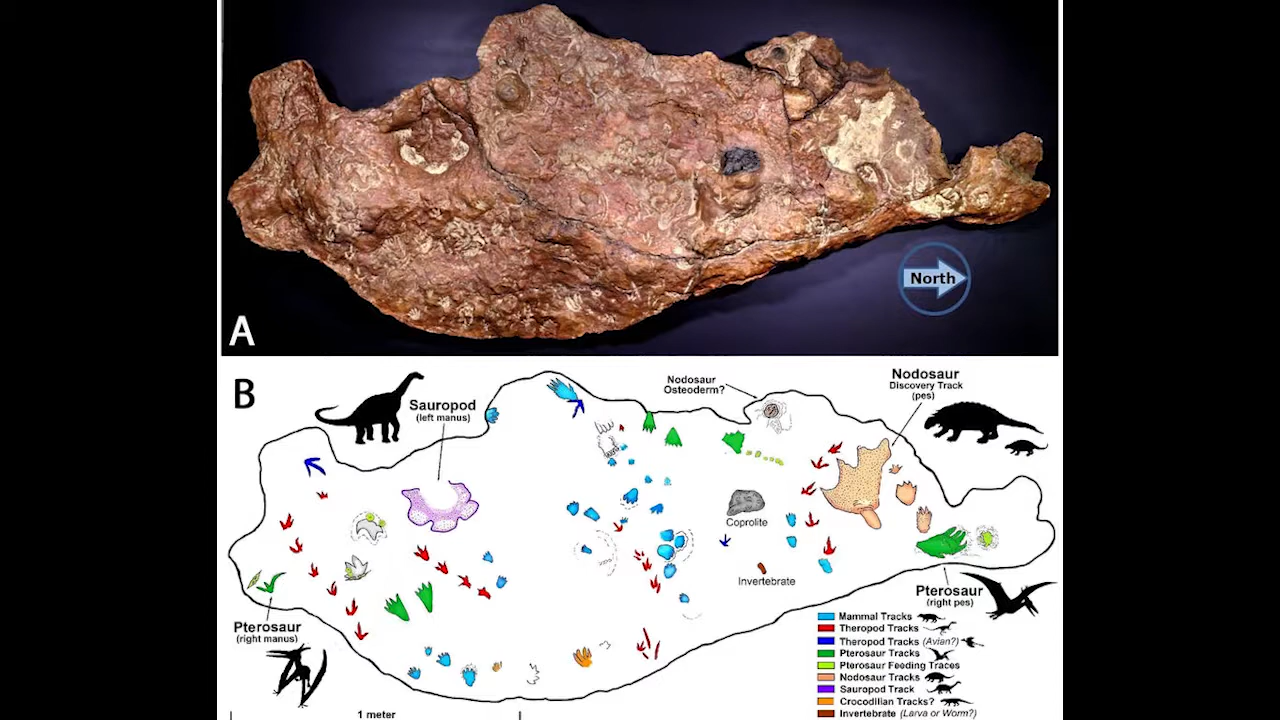 North
A
B
Nodosaur
Osteoderm?
Nodosaur
Discovery Track
(pes)
Sauropod
(left manus)
Coprolite
Invertebrate
Pterosaur
(right pes)
Pterosaur
(right manus)
Mammal Tracks
Theropod Tracks
Theropod Tracks (Avian?)
Pterosaur Tracks
Pterosaur Feeding Traces
Nodosaur Tracks
Sauropod Track
Crocodilian Tracks?
Invertebrate (Larva or Worm?)
1 meter